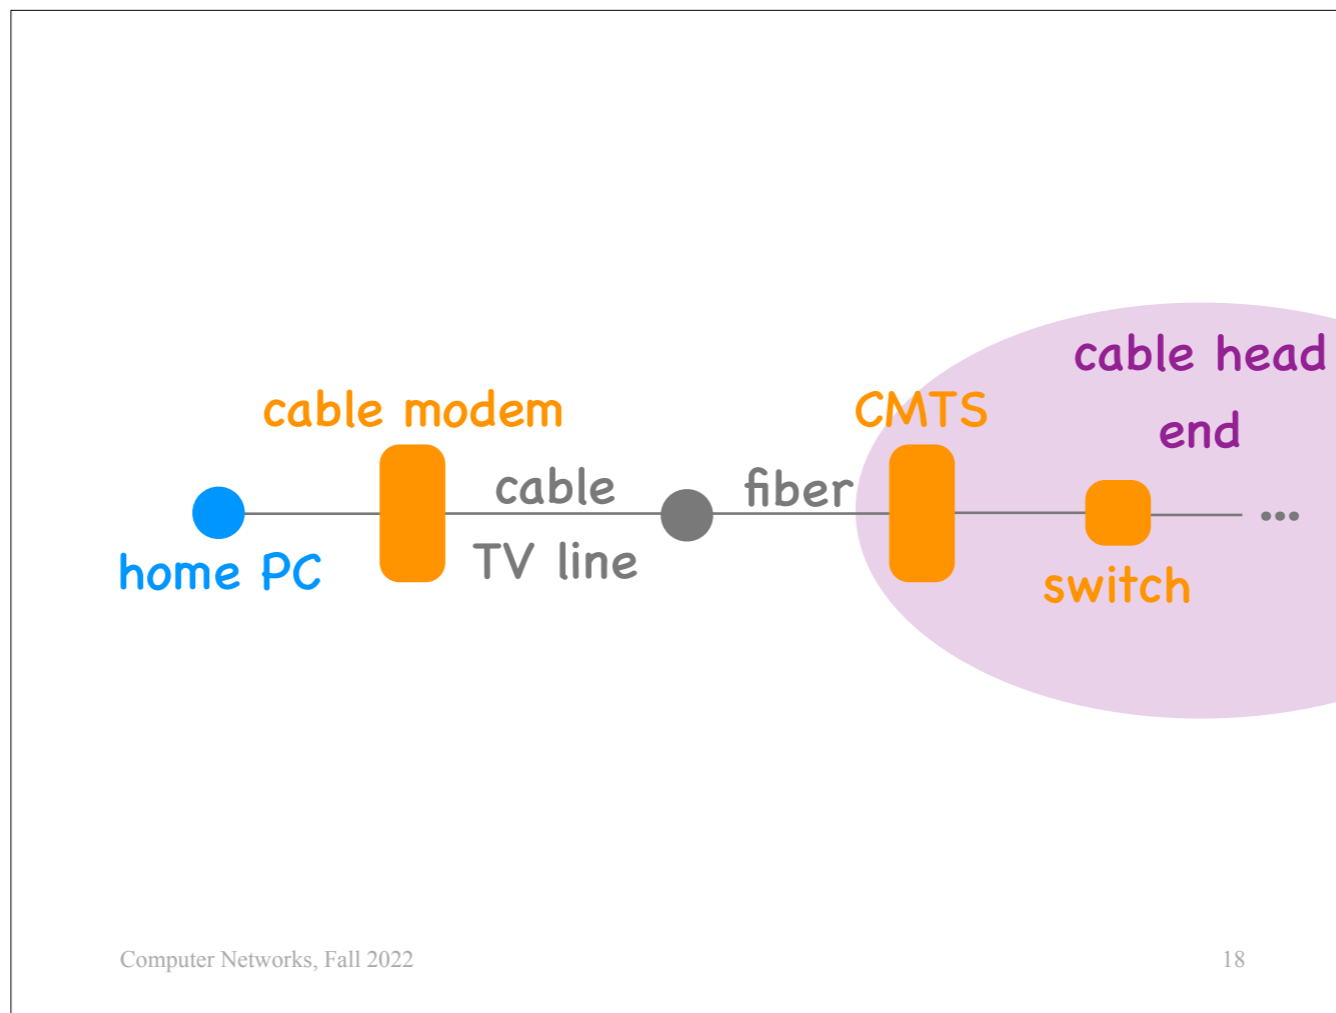 cable head
end
cable modem
CMTS
cable
fiber
TV line
home PC
switch
...
Computer Networks, Fall 2022
18